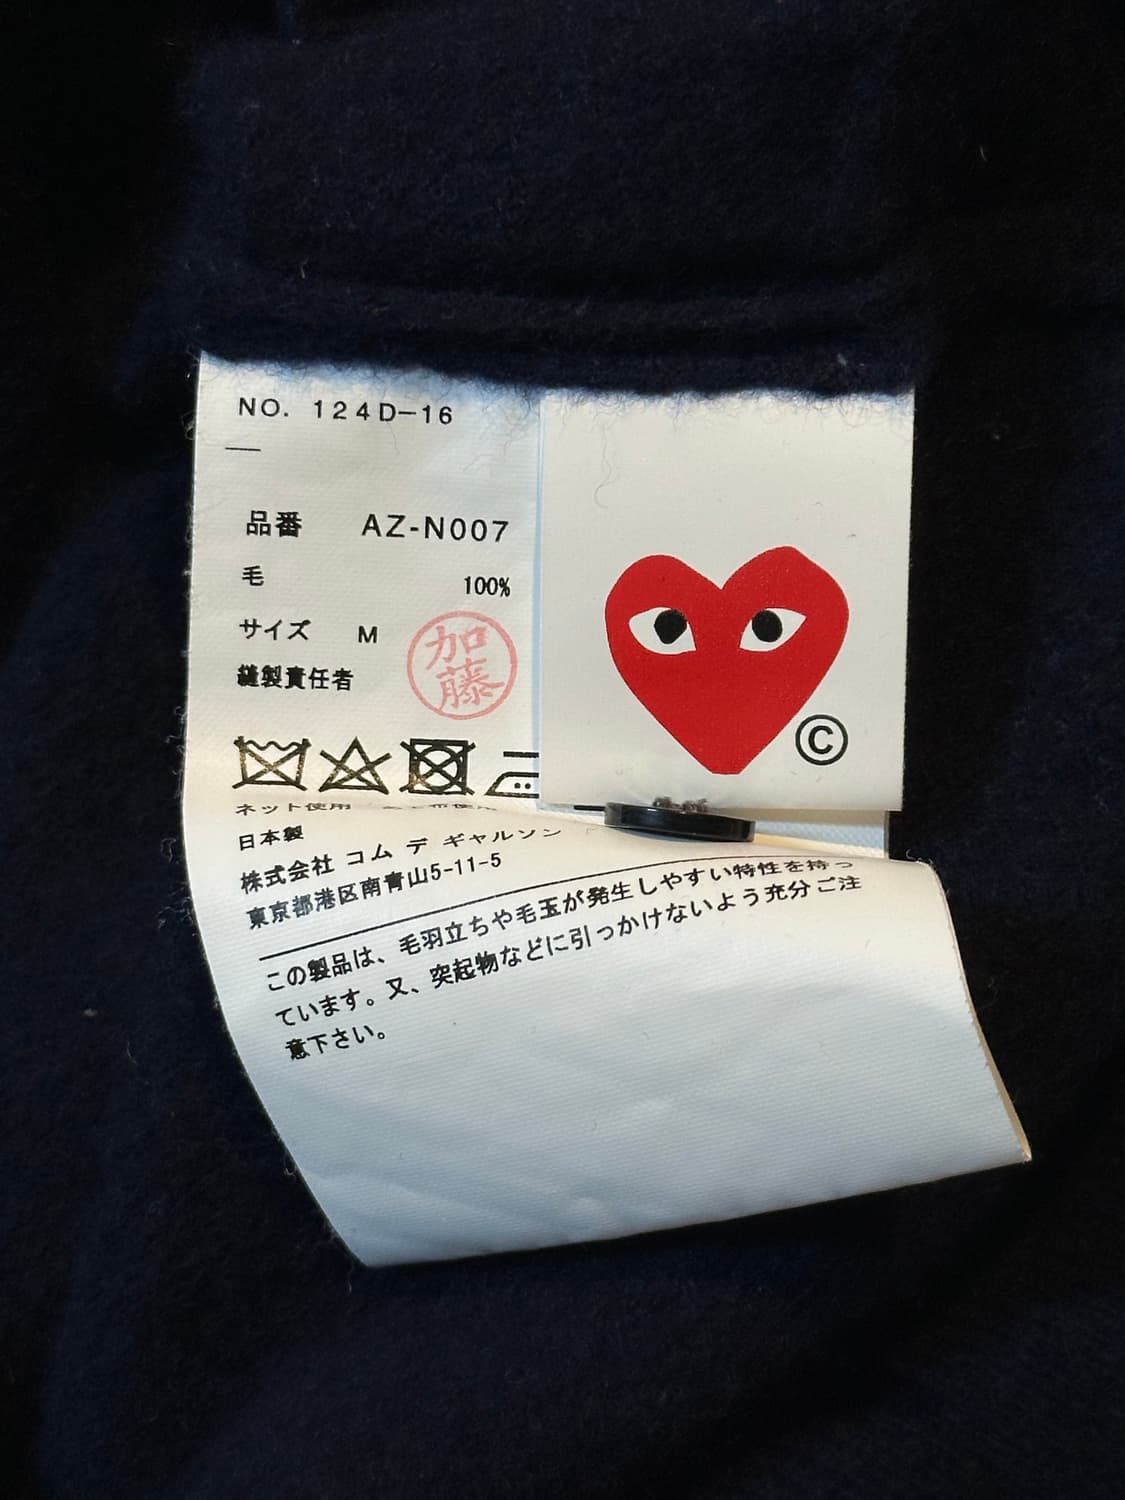 NO. 124D-16
品番 AZ-N007
毛 100%
サイズ M
加藤
縫製責任者
©
ネット使用
日本製
株式会社 コム デ ギャルソン
東京都港区南青山5-11-5
この製品は、毛羽立ちや毛玉が発生しやすい特性を持っ
ています。又、突起物などに引っかけないよう充分ご注
意下さい。